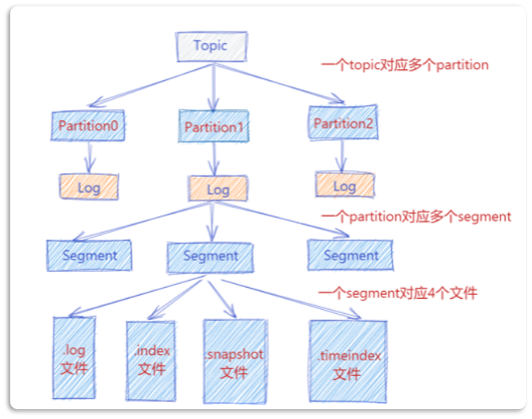 Topic
一个topic对应多个partition
Partition0
Partition1
Partition2
Log
Log
Log
一个partition对应多个segment
Segment
Segment
Segment
一个segment对应4个文件
.log
文件
.index
文件
.snapshot
文件
.timeindex
文件